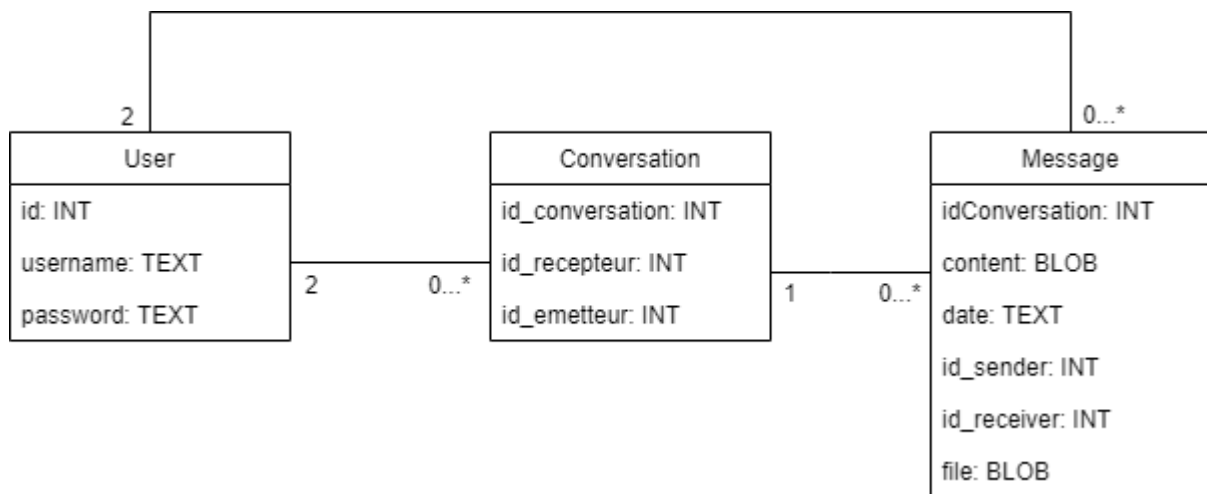 2
0...*
User
id: INT
username: TEXT
password: TEXT
2
0...*
Conversation
id_conversation: INT
id_recepteur: INT
id_emetteur: INT
1
0...*
Message
idConversation: INT
content: BLOB
date: TEXT
id_sender: INT
id_receiver: INT
file: BLOB